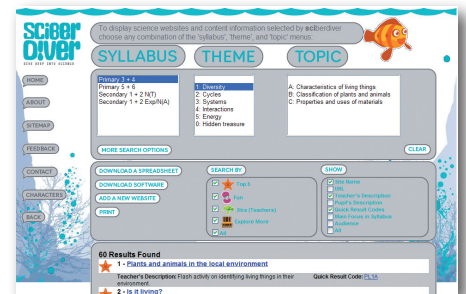 SCiBER
DiVER
DIVE DEEP INTO SCIENCE
To display science websites and content information selected by sciberdiver
choose any combination of the 'syllabus', 'theme', and 'topic' menus.
SYLLABUS
THEME
TOPIC
HOME
ABOUT
SITEMAP
FEEDBACK
CONTACT
CHARACTERS
BACK
Primary 3 + 4
Primary 5 + 6
Secondary 1 + 2 N(T)
Secondary 1 + 2 Exp/N(A)
1: Diversity
2: Cycles
3: Systems
4: Interactions
5: Energy
0: Hidden treasure
A: Characteristics of living things
B: Classification of plants and animals
C: Properties and uses of materials
MORE SEARCH OPTIONS
CLEAR
DOWNLOAD A SPREADSHEET
DOWNLOAD SOFTWARE
ADD A NEW WEBSITE
PRINT
SEARCH BY
Top 5
Fun
Viva (Teachers)
Explore More
All
SHOW
Site Name
URL
Teacher's Description
Pupil's Description
Quick Result Codes
Main Focus in Syllabus
Audience
All
60 Results Found
1 - Plants and animals in the local environment
Teacher's Description: Flash activity on identifying living things in their
environment.
Quick Result Code: PL1A
2 - Is it living?